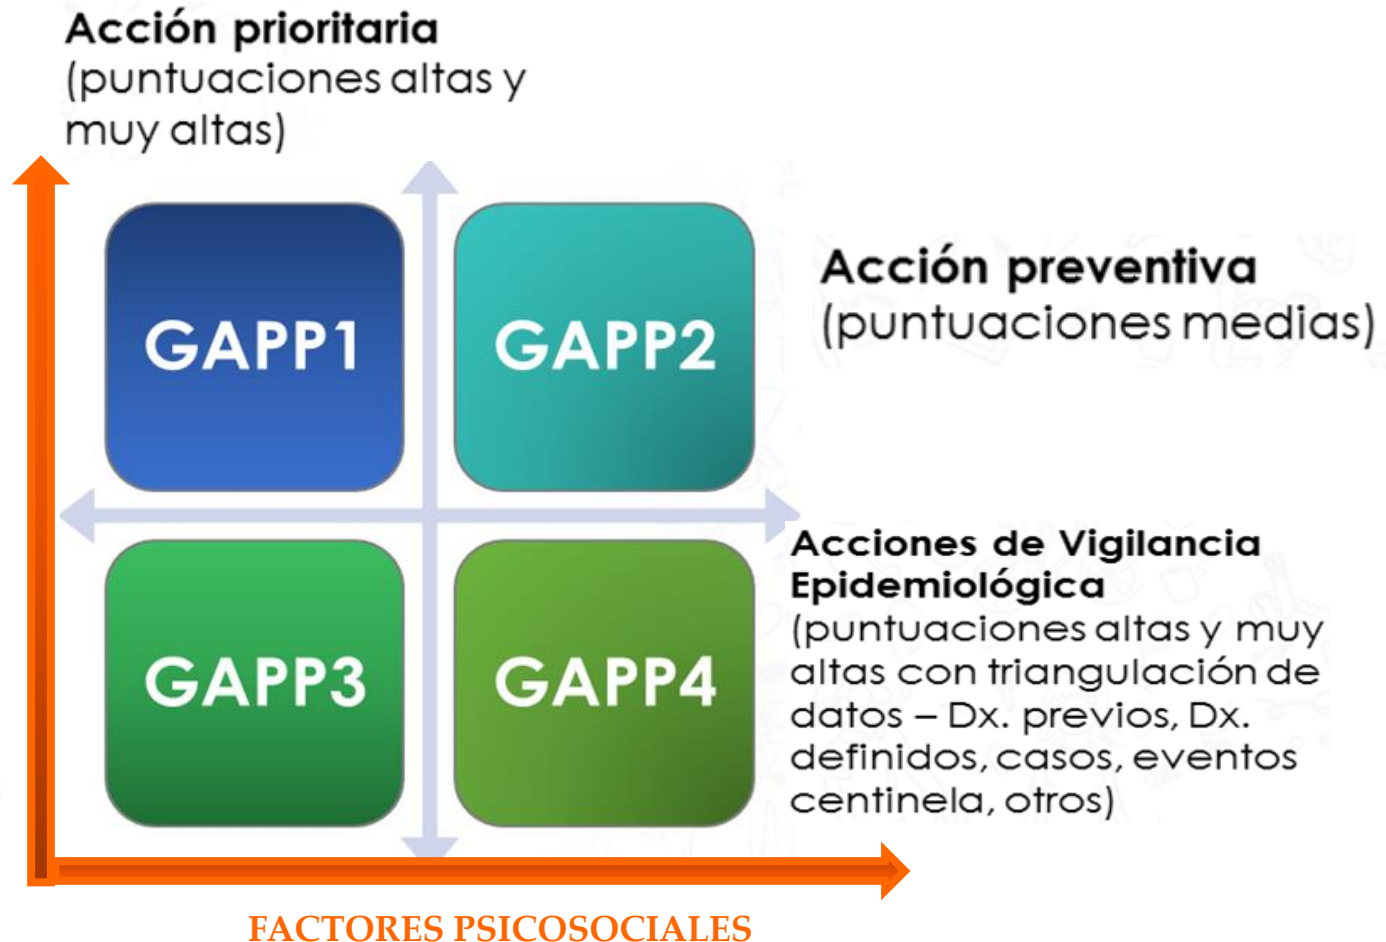 Acción prioritaria
(puntuaciones altas y
muy altas)
GAPP1
GAPP2
Acción preventiva
(puntuaciones medias)
GAPP3
GAPP4
Acciones de Vigilancia
Epidemiológica
(puntuaciones altas y muy
altas con triangulación de
datos – Dx. previos, Dx.
definidos, casos, eventos
centinela, otros)
FACTORES PSICOSOCIALES